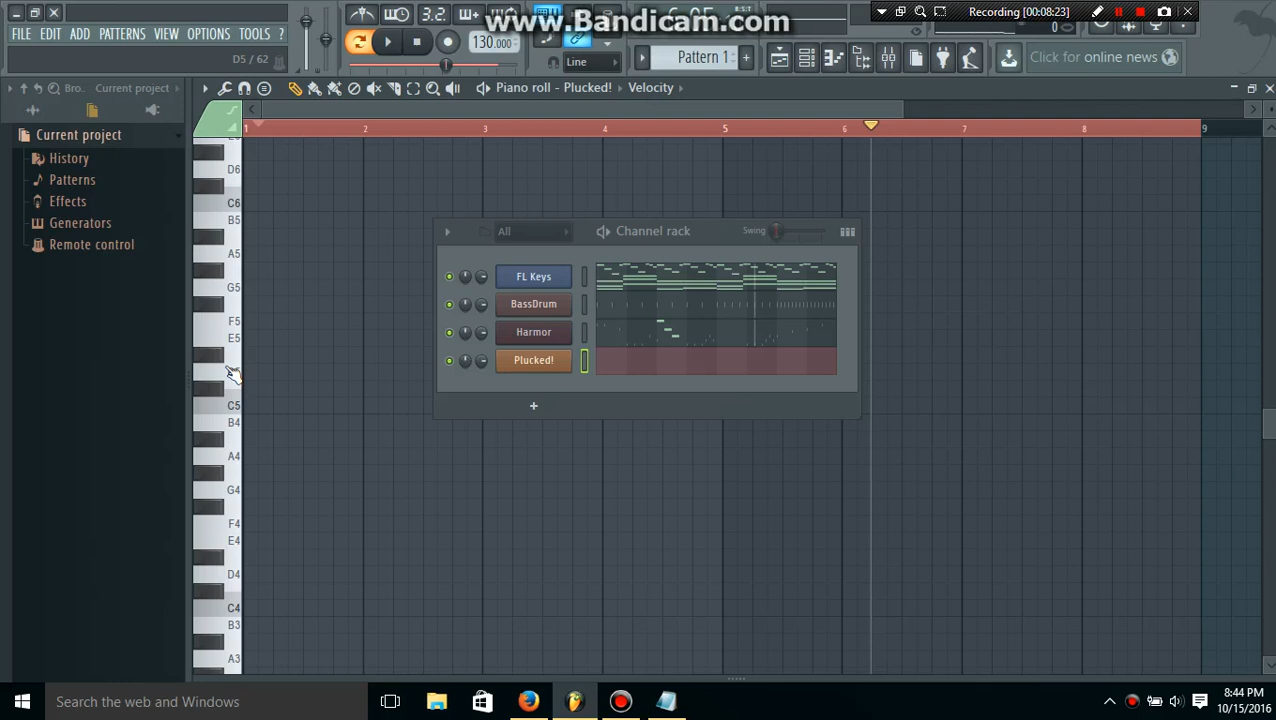 www.Bandicam.com
Recording [00:08:23]
3.2
FILE EDIT ADD PATTERNS VIEW OPTIONS TOOLS
130.000
D5 / 62
Line
Pattern 1
Click for online news
Bro.. Current project
Piano roll - Plucked! Velocity
Current project
History
Patterns
Effects
Generators
Remote control
1 2 3 4 5 6 7 8 9
D6
C6
B5
A5
G5
F5
E5
C5
B4
A4
G4
F4
E4
D4
C4
B3
A3
All
Channel rack
Swing
FL Keys
BassDrum
Harmor
Plucked!
Search the web and Windows
8:44 PM
10/15/2016